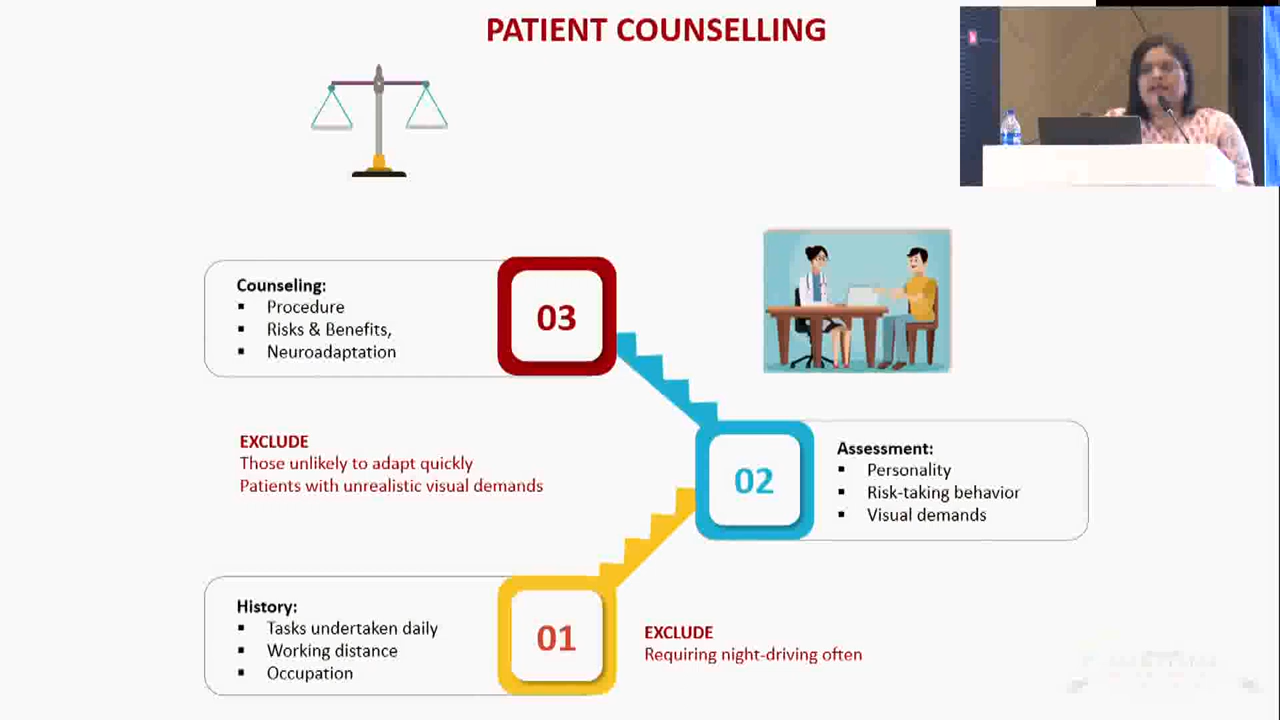 PATIENT COUNSELLING
03
Counseling:
▪ Procedure
▪ Risks & Benefits,
▪ Neuroadaptation
EXCLUDE
Those unlikely to adapt quickly
Patients with unrealistic visual demands
02
Assessment:
▪ Personality
▪ Risk-taking behavior
▪ Visual demands
01
History:
▪ Tasks undertaken daily
▪ Working distance
▪ Occupation
EXCLUDE
Requiring night-driving often